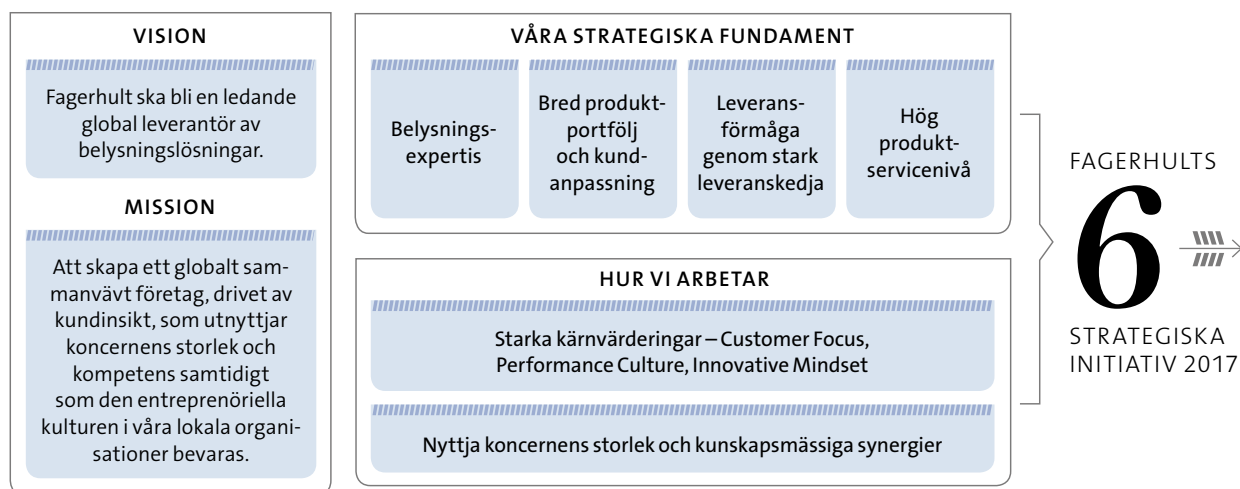 VISION
Fagerhult ska bli en ledande
global leverantör av
belysningslösningar.
MISSION
Att skapa ett globalt sam-
manvävt företag, drivet av
kundinsikt, som utnyttjar
koncernens storlek och
kompetens samtidigt
som den entreprenöriella
kulturen i våra lokala organi-
sationer bevaras.
VÅRA STRATEGISKA FUNDAMENT
Belysnings-
expertis
Bred produkt-
portfölj
och kund-
anpassning
Leverans-
förmåga
genom stark
leveranskedja
Hög
produkt-
servicenivå
HUR VI ARBETAR
Starka kärnvärderingar – Customer Focus,
Performance Culture, Innovative Mindset
Nyttja koncernens storlek och kunskapsmässiga synergier
FAGERHULTS
6
STRATEGISKA
INITIATIV 2017